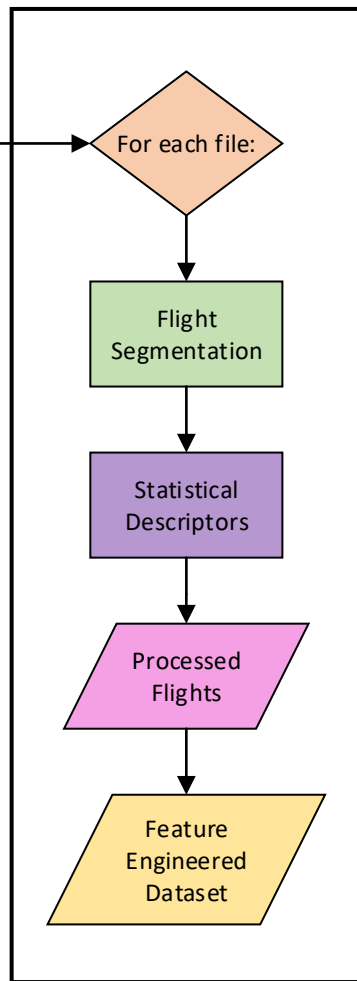 For each file:
Flight
Segmentation
Statistical
Descriptors
Processed
Flights
Feature
Engineered
Dataset